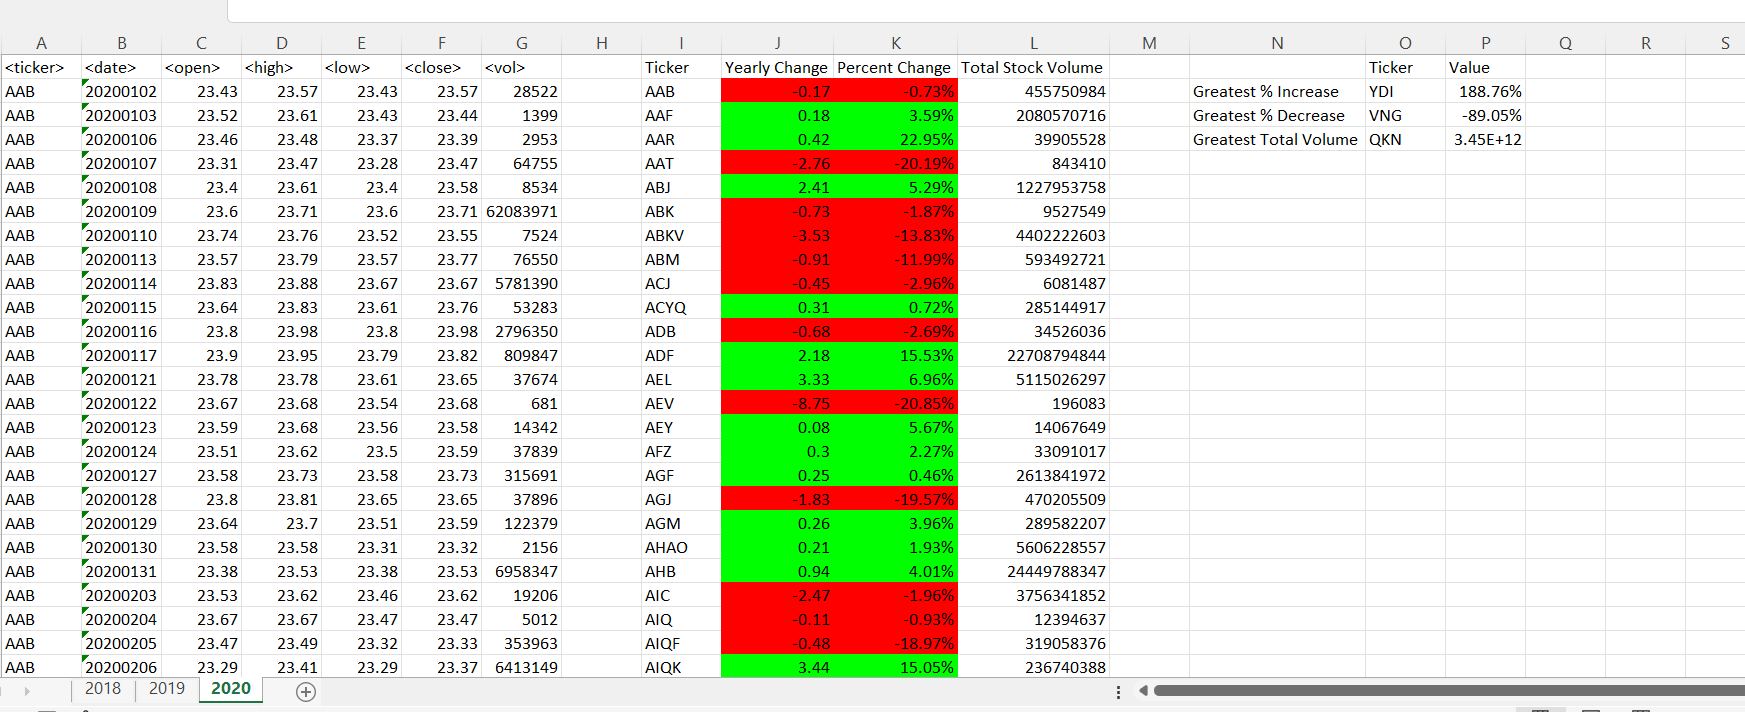 A B C D E F G H I J K L M N O P Q R S
<ticker> <date> <open> <high> <low> <close> <vol> Ticker Yearly Change Percent Change Total Stock Volume Ticker Value
AAB 20200102 23.43 23.57 23.43 23.57 28522 AAB -0.17 -0.73% 455750984 Greatest % Increase YDI 188.76%
AAB 20200103 23.52 23.61 23.43 23.44 1399 AAF 0.18 3.59% 2080570716 Greatest % Decrease VNG -89.05%
AAB 20200106 23.46 23.48 23.37 23.39 2953 AAR 0.42 22.95% 39905528 Greatest Total Volume QKN 3.45E+12
AAB 20200107 23.31 23.47 23.28 23.47 64755 AAT -2.76 -20.19% 843410
AAB 20200108 23.4 23.61 23.4 23.58 8534 ABJ 2.41 5.29% 1227953758
AAB 20200109 23.6 23.71 23.6 23.71 62083971 ABK -0.73 -1.87% 9527549
AAB 20200110 23.74 23.76 23.52 23.55 7524 ABKV -3.53 -13.83% 4402222603
AAB 20200113 23.57 23.79 23.57 23.77 76550 ABM -0.91 -11.99% 593492721
AAB 20200114 23.83 23.88 23.67 23.67 5781390 ACJ -0.45 -2.96% 6081487
AAB 20200115 23.64 23.83 23.61 23.76 53283 ACYQ 0.31 0.72% 285144917
AAB 20200116 23.8 23.98 23.8 23.98 2796350 ADB -0.68 -2.69% 34526036
AAB 20200117 23.9 23.95 23.79 23.82 809847 ADF 2.18 15.53% 22708794844
AAB 20200121 23.78 23.78 23.61 23.65 37674 AEL 3.33 6.96% 5115026297
AAB 20200122 23.67 23.68 23.54 23.68 681 AEV -8.75 -20.85% 196083
AAB 20200123 23.59 23.68 23.56 23.58 14342 AEY 0.08 5.67% 14067649
AAB 20200124 23.51 23.62 23.5 23.59 37839 AFZ 0.3 2.27% 33091017
AAB 20200127 23.58 23.73 23.58 23.73 315691 AGF 0.25 0.46% 2613841972
AAB 20200128 23.8 23.81 23.65 23.65 37896 AGJ -1.83 -19.57% 470205509
AAB 20200129 23.64 23.7 23.51 23.59 122379 AGM 0.26 3.96% 289582207
AAB 20200130 23.58 23.58 23.31 23.32 2156 AHAO 0.21 1.93% 5606228557
AAB 20200131 23.38 23.53 23.38 23.53 6958347 AHB 0.94 4.01% 24449788347
AAB 20200203 23.53 23.62 23.46 23.62 19206 AIC -2.47 -1.96% 3756341852
AAB 20200204 23.67 23.67 23.47 23.47 5012 AIQ -0.11 -0.93% 12394637
AAB 20200205 23.47 23.49 23.32 23.33 353963 AIQF -0.48 -18.97% 319058376
AAB 20200206 23.29 23.41 23.29 23.37 6413149 AIQK 3.44 15.05% 236740388
2018 2019 2020